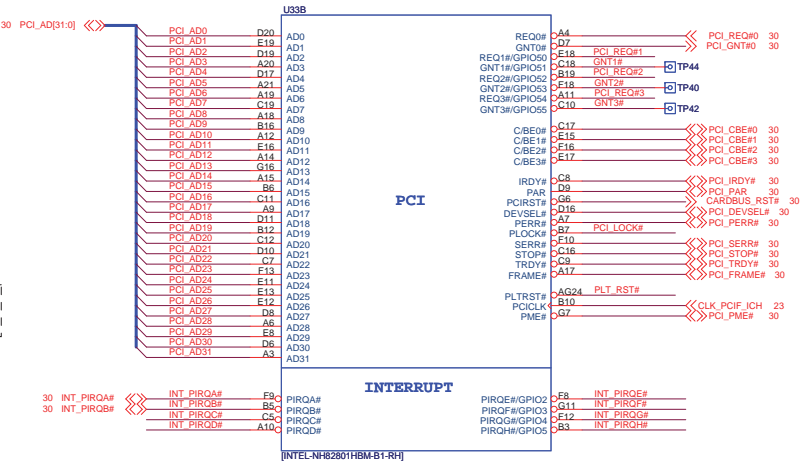 U33B
30 PCI_AD[31:0]
PCI_AD0 D20 AD0
PCI_AD1 E19 AD1
PCI_AD2 D19 AD2
PCI_AD3 A20 AD3
PCI_AD4 D17 AD4
PCI_AD5 A21 AD5
PCI_AD6 A19 AD6
PCI_AD7 C19 AD7
PCI_AD8 A18 AD8
PCI_AD9 B16 AD9
PCI_AD10 A12 AD10
PCI_AD11 E16 AD11
PCI_AD12 A14 AD12
PCI_AD13 G16 AD13
PCI_AD14 A15 AD14
PCI_AD15 B6 AD15
PCI_AD16 C11 AD16
PCI_AD17 A9 AD17
PCI_AD18 D11 AD18
PCI_AD19 B12 AD19
PCI_AD20 C12 AD20
PCI_AD21 D10 AD21
PCI_AD22 C7 AD22
PCI_AD23 F13 AD23
PCI_AD24 E11 AD24
PCI_AD25 E13 AD25
PCI_AD26 E12 AD26
PCI_AD27 D8 AD27
PCI_AD28 A6 AD28
PCI_AD29 E8 AD29
PCI_AD30 D6 AD30
PCI_AD31 A3 AD31
PCI
REQ0# A4 PCI_REQ#0 30
GNT0# D7 PCI_GNT#0 30
REQ1#/GPIO50 E18 PCI_REQ#1
GNT1#/GPIO51 C18 GNT1# TP44
REQ2#/GPIO52 B19 PCI_REQ#2
GNT2#/GPIO53 F18 GNT2# TP40
REQ3#/GPIO54 A11 PCI_REQ#3
GNT3#/GPIO55 C10 GNT3# TP42
C/BE0# C17 PCI_CBE#0 30
C/BE1# E15 PCI_CBE#1 30
C/BE2# F16 PCI_CBE#2 30
C/BE3# E17 PCI_CBE#3 30
IRDY# C8 PCI_IRDY# 30
PAR D9 PCI_PAR 30
PCIRST# G6 CARDBUS_RST# 30
DEVSEL# D16 PCI_DEVSEL# 30
PERR# A7 PCI_PERR# 30
PLOCK# B7 PCI_LOCK#
SERR# F10 PCI_SERR# 30
STOP# C16 PCI_STOP# 30
TRDY# C9 PCI_TRDY# 30
FRAME# A17 PCI_FRAME# 30
PLTRST# AG24 PLT_RST#
PCICLK B10 CLK_PCIF_ICH 23
PME# G7 PCI_PME# 30
INTERRUPT
30 INT_PIRQA# INT_PIRQA# F9 PIRQA#
30 INT_PIRQB# INT_PIRQB# B5 PIRQB#
INT_PIRQC# C5 PIRQC#
INT_PIRQD# A10 PIRQD#
PIRQE#/GPIO2 F8 INT_PIRQE#
PIRQF#/GPIO3 G11 INT_PIRQF#
PIRQG#/GPIO4 F12 INT_PIRQG#
PIRQH#/GPIO5 B3 INT_PIRQH#
[INTEL-NH82801HBM-B1-RH]